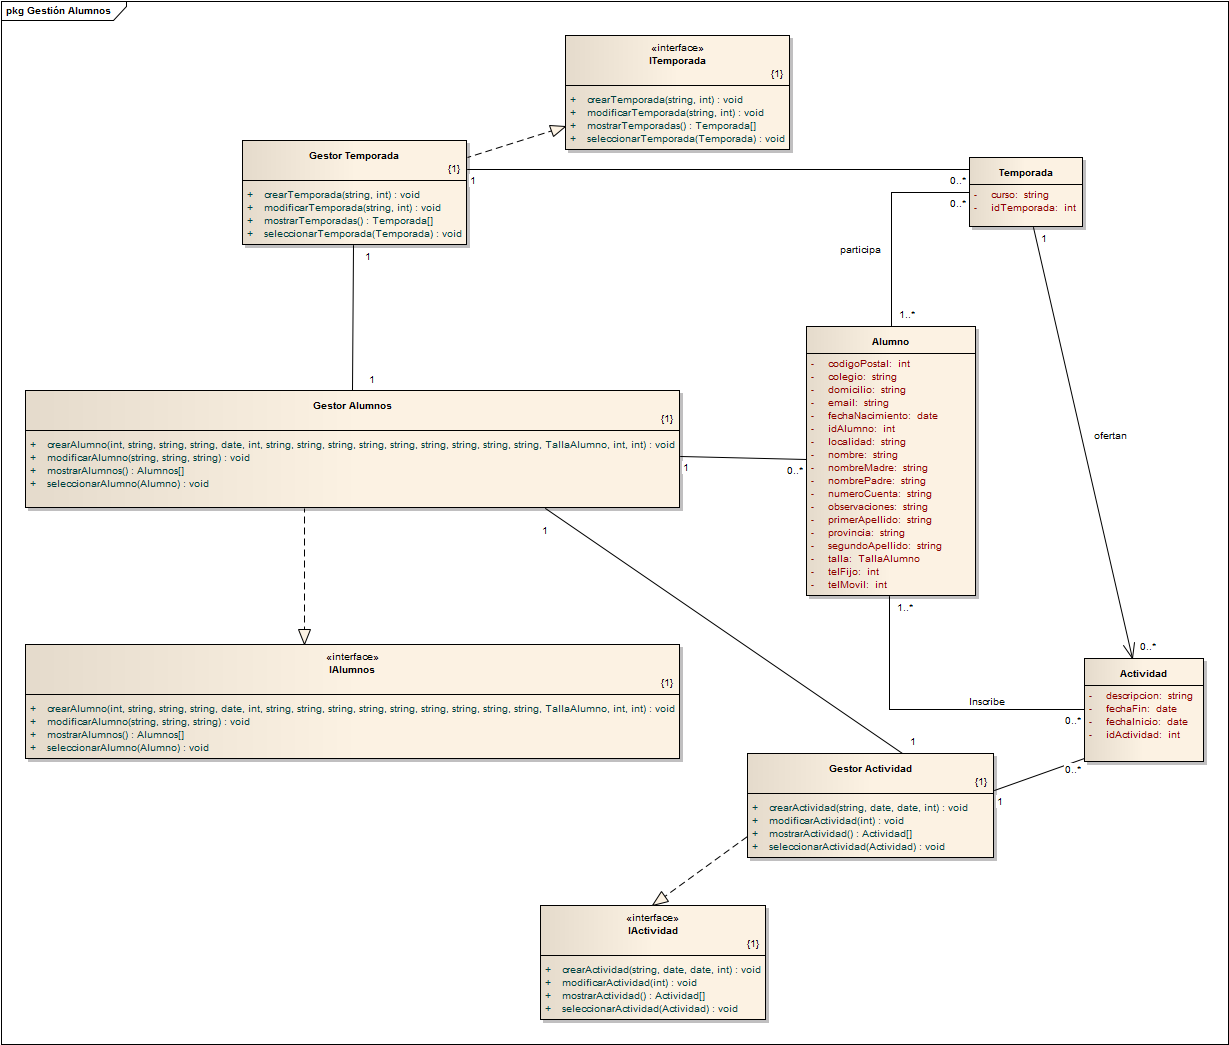 pkg Gestión Alumnos
«interface»
ITemporada
{1}
+ crearTemporada(string, int) : void
+ modificarTemporada(string, int) : void
+ mostrarTemporadas() : Temporada[]
+ seleccionarTemporada(Temporada) : void
Gestor Temporada
{1}
+ crearTemporada(string, int) : void
+ modificarTemporada(string, int) : void
+ mostrarTemporadas() : Temporada[]
+ seleccionarTemporada(Temporada) : void
1
0..*
Temporada
- curso: string
- idTemporada: int
0..*
1
1
participa
1..*
1
Alumno
- codigoPostal: int
- colegio: string
- domicilio: string
- email: string
- fechaNacimiento: date
- idAlumno: int
- localidad: string
- nombre: string
- nombreMadre: string
- nombrePadre: string
- numeroCuenta: string
- observaciones: string
- primerApellido: string
- provincia: string
- segundoApellido: string
- talla: TallaAlumno
- telFijo: int
- telMovil: int
Gestor Alumnos
{1}
+ crearAlumno(int, string, string, string, date, int, string, string, string, string, string, string, string, string, string, TallaAlumno, int, int) : void
+ modificarAlumno(string, string, string) : void
+ mostrarAlumnos() : Alumnos[]
+ seleccionarAlumno(Alumno) : void
1
0..*
ofertan
1
1..*
0..*
«interface»
IAlumnos
{1}
+ crearAlumno(int, string, string, string, date, int, string, string, string, string, string, string, string, string, string, TallaAlumno, int, int) : void
+ modificarAlumno(string, string, string) : void
+ mostrarAlumnos() : Alumnos[]
+ seleccionarAlumno(Alumno) : void
Actividad
- descripcion: string
- fechaFin: date
- fechaInicio: date
- idActividad: int
Inscribe
0..*
1
0..*
1
Gestor Actividad
{1}
+ crearActividad(string, date, date, int) : void
+ modificarActividad(int) : void
+ mostrarActividad() : Actividad[]
+ seleccionarActividad(Actividad) : void
«interface»
IActividad
{1}
+ crearActividad(string, date, date, int) : void
+ modificarActividad(int) : void
+ mostrarActividad() : Actividad[]
+ seleccionarActividad(Actividad) : void